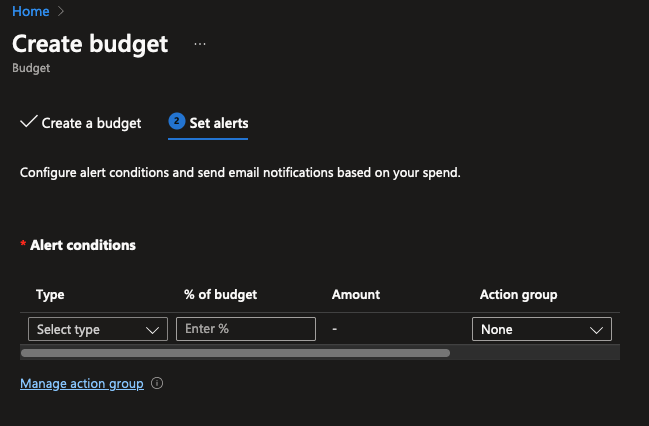 Home
Create budget ...
Budget
Create a budget
2 Set alerts
Configure alert conditions and send email notifications based on your spend.
* Alert conditions
Type % of budget Amount Action group
Select type Enter % - None
Manage action group